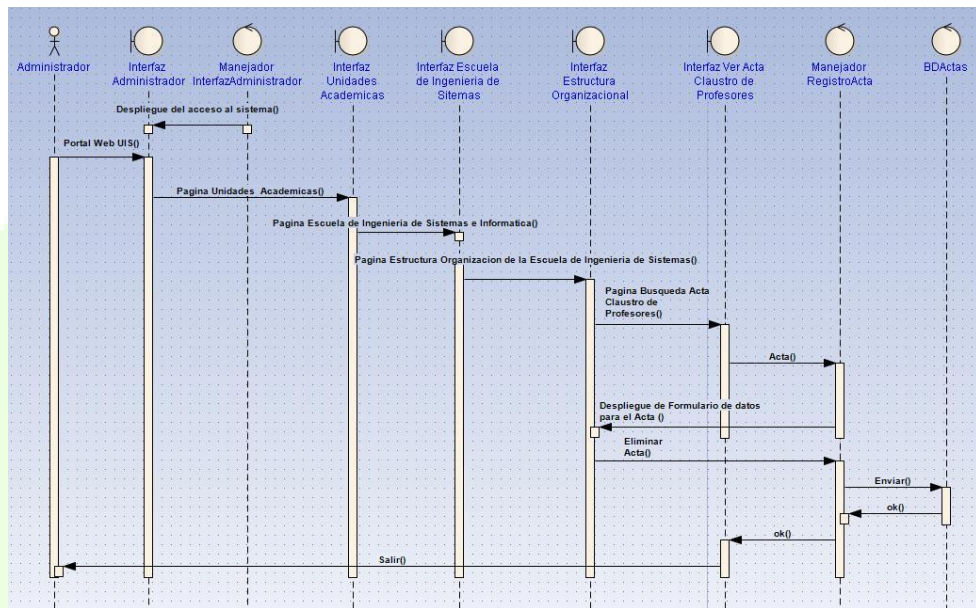 Administrador
Interfaz
Administrador
Manejador
InterfazAdministrador
Interfaz
Unidades
Academicas
Interfaz Escuela
de Ingenieria de
Sitemas
Interfaz
Estructura
Organizacional
Interfaz Ver Acta
Claustro de
Profesores
Manejador
RegistroActa
BDActas
Despliegue del acceso al sistema()
Portal Web UIS()
Pagina Unidades Academicas()
Pagina Escuela de Ingenieria de Sistemas e Informatica()
Pagina Estructura Organizacion de la Escuela de Ingenieria de Sistemas()
Pagina Busqueda Acta
Claustro de
Profesores()
Acta()
Despliegue de Formulario de datos
para el Acta ()
Eliminar
Acta()
Enviar()
ok()
ok()
Salir()